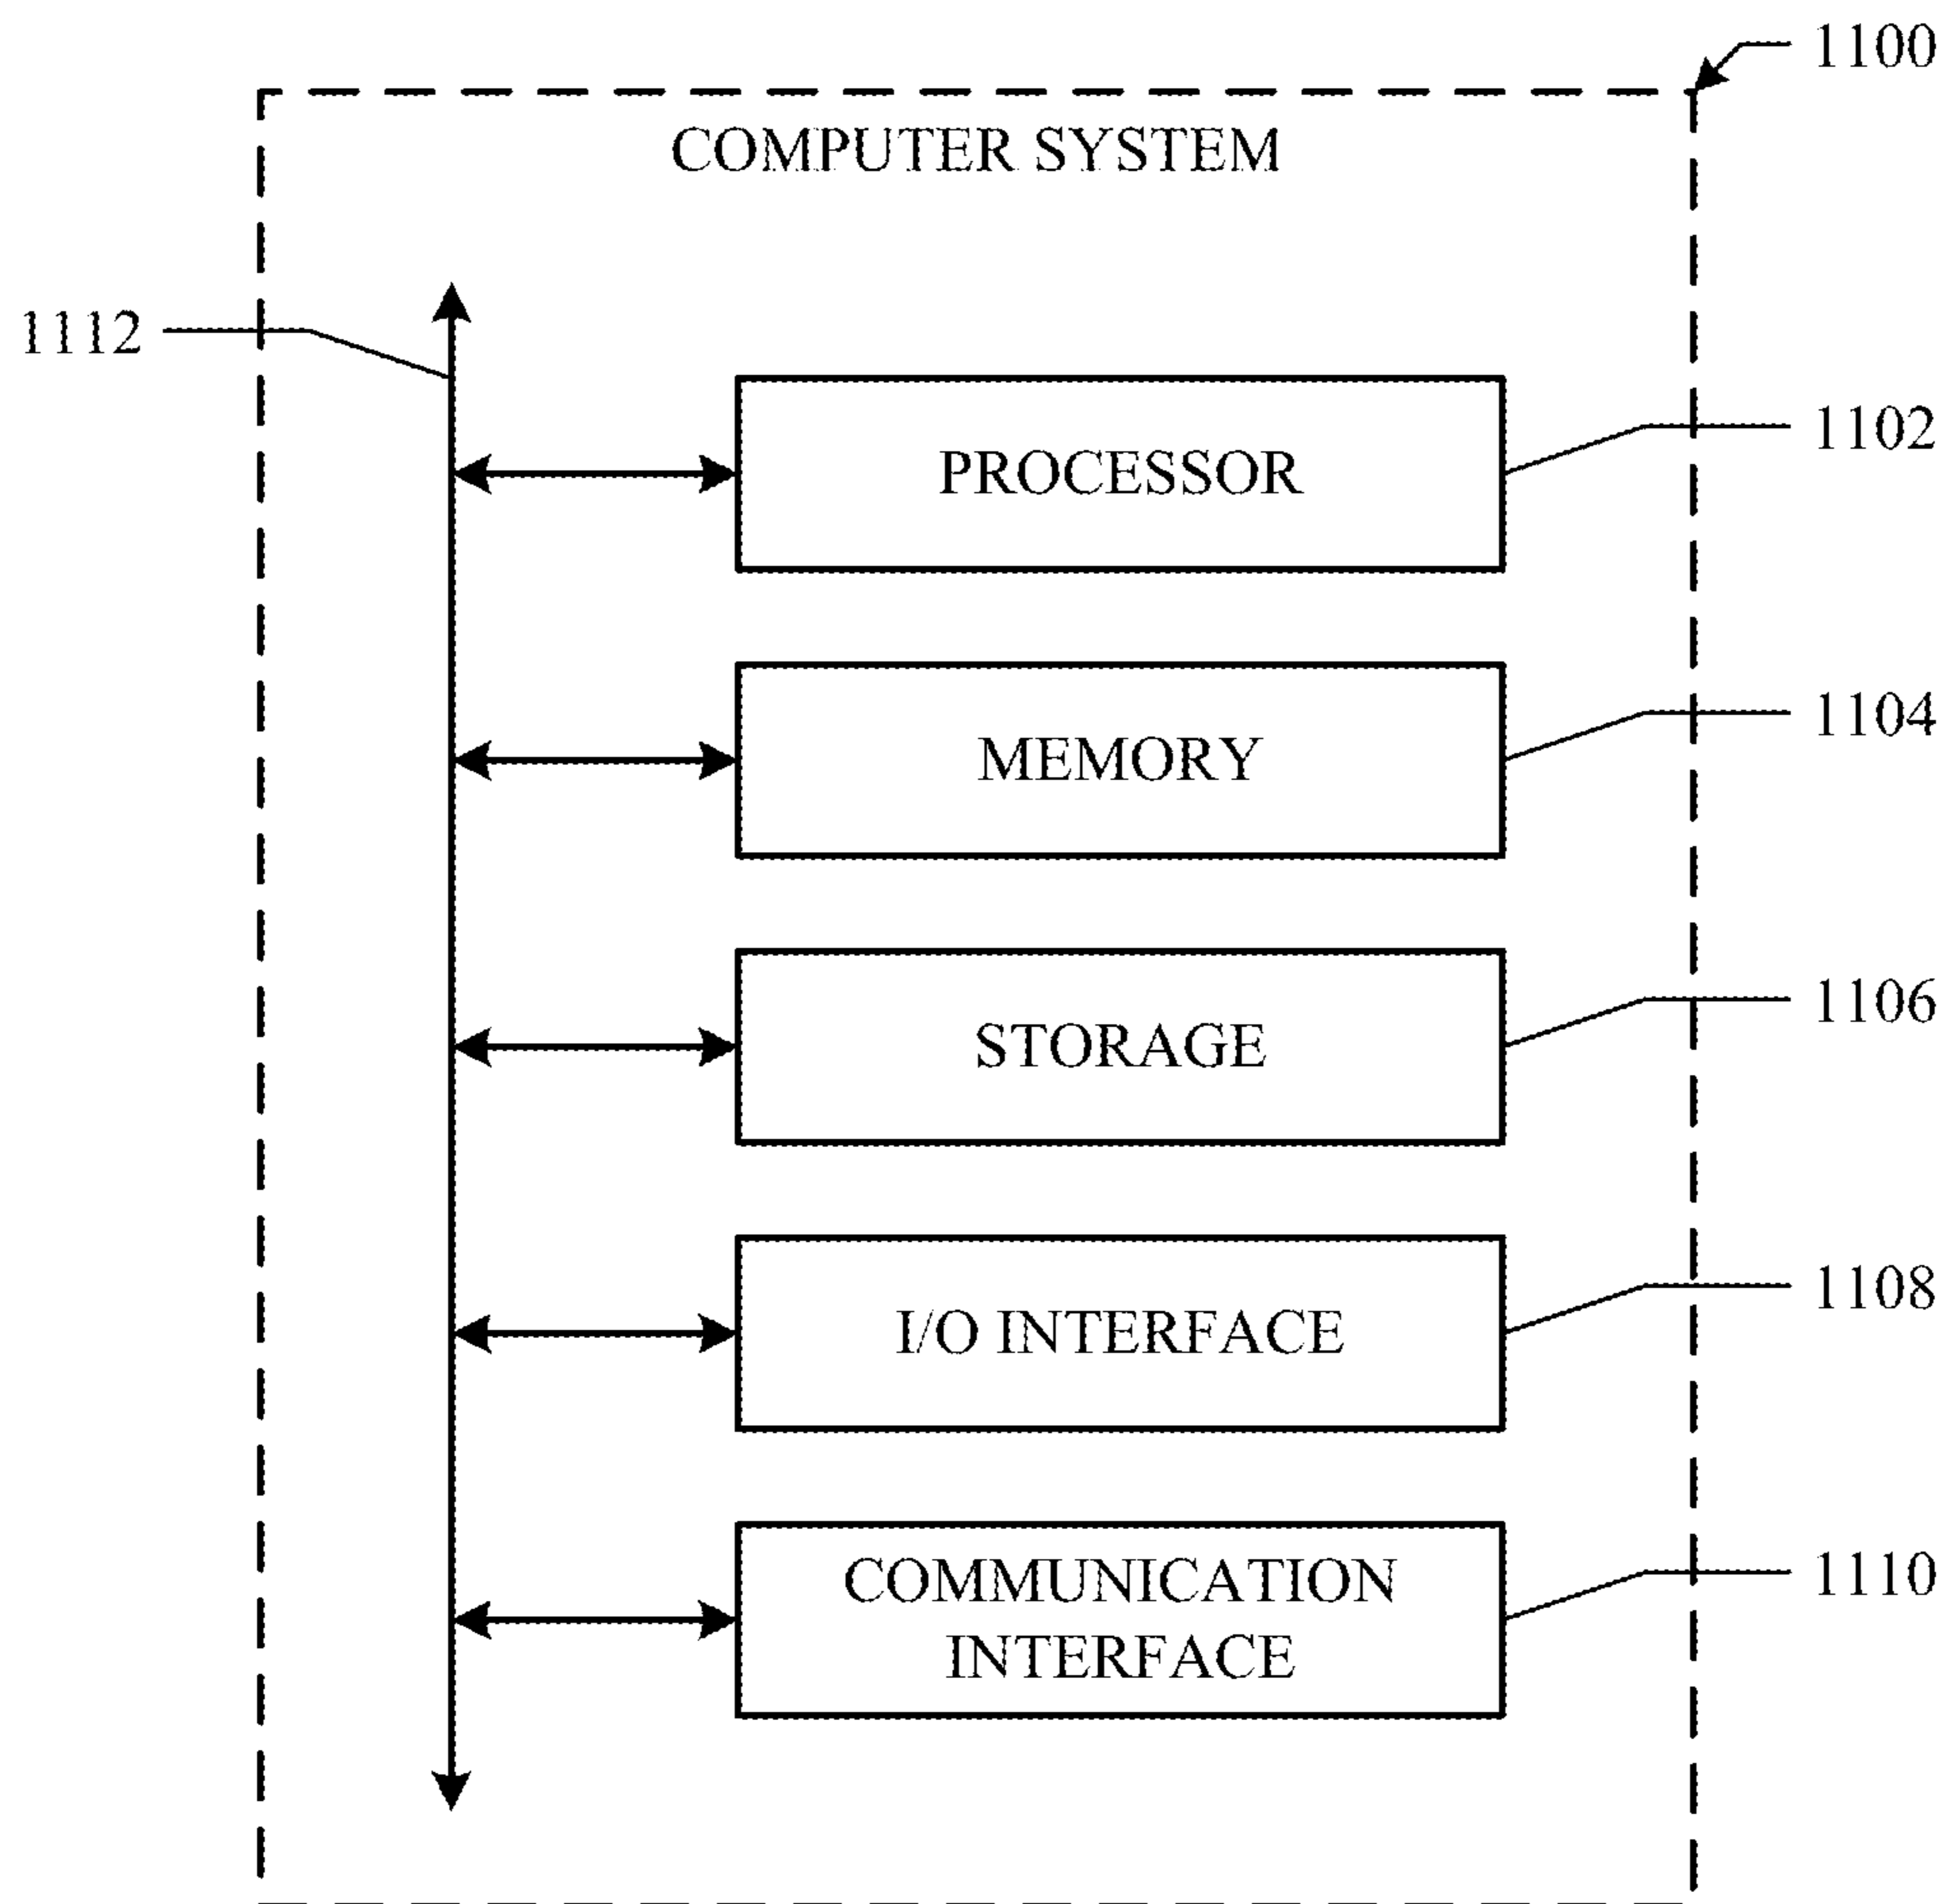 1100
COMPUTER SYSTEM
1112
PROCESSOR
1102
MEMORY
1104
STORAGE
1106
I/O INTERFACE
1108
COMMUNICATION
INTERFACE
1110